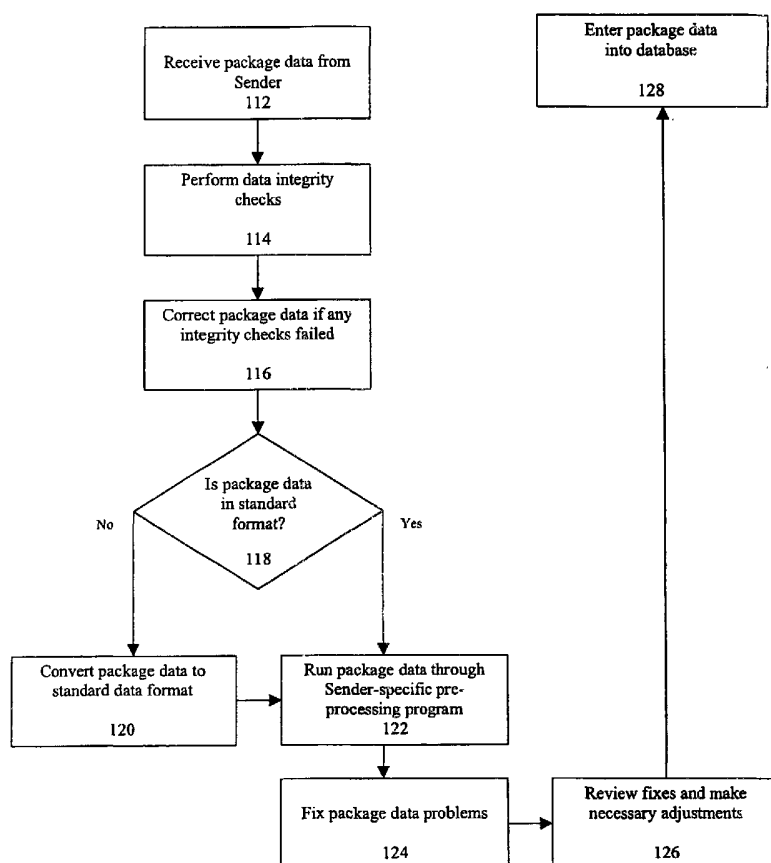 Receive package data from
Sender
112
Enter package data
into database
128
Perform data integrity
checks
114
Correct package data if any
integrity checks failed
116
Is package data
in standard
format?
118
No
Yes
Convert package data to
standard data format
120
Run package data through
Sender-specific pre-
processing program
122
Fix package data problems
124
Review fixes and make
necessary adjustments
126